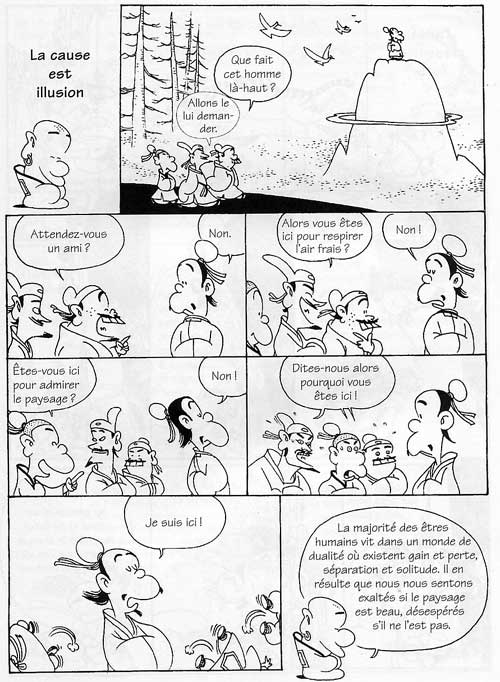 La cause
est
illusion
Que fait
cet homme
là-haut ?
Allons le
lui deman-
der.
Attendez-vous
un ami ?
Non.
Alors vous êtes
ici pour respirer
l'air frais ?
Non !
Êtes-vous ici
pour admirer
le paysage ?
Non !
Dites-nous alors
pourquoi vous
êtes ici !
Je suis ici !
La majorité des êtres
humains vit dans un monde de
dualité où existent gain et perte,
séparation et solitude. Il en
résulte que nous nous sentons
exaltés si le paysage
est beau, désespérés
s'il ne l'est pas.